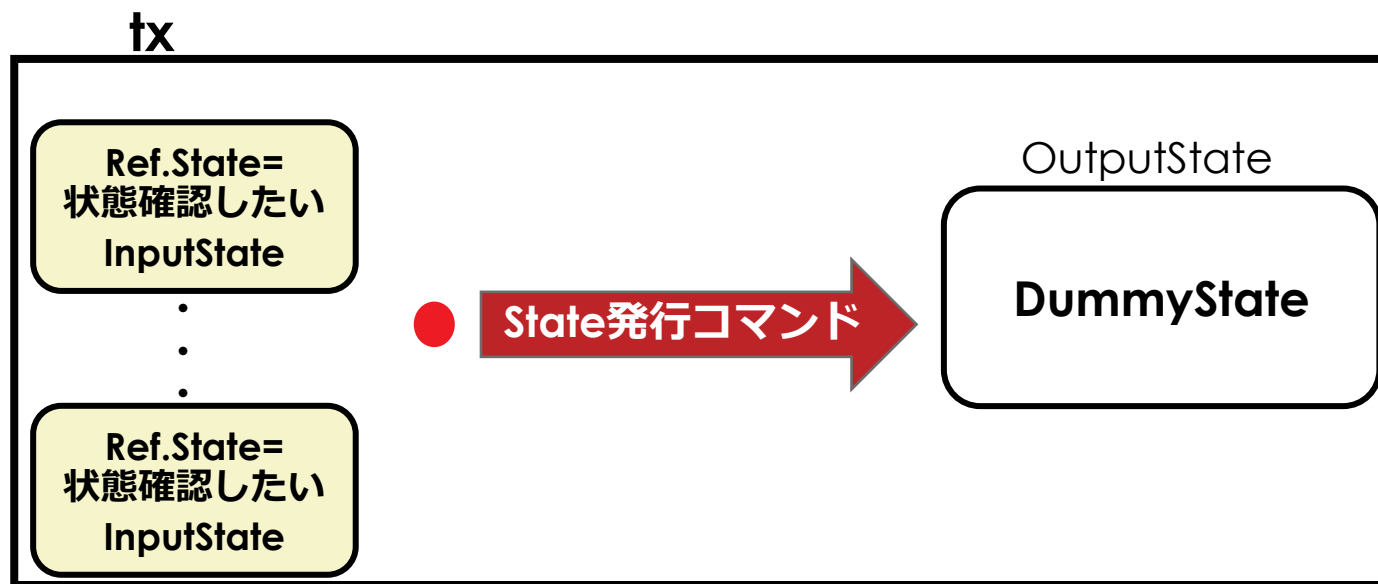 tx
Ref.State=
状態確認したい
InputState
・
・
・
Ref.State=
状態確認したい
InputState
State発行コマンド
OutputState
DummyState